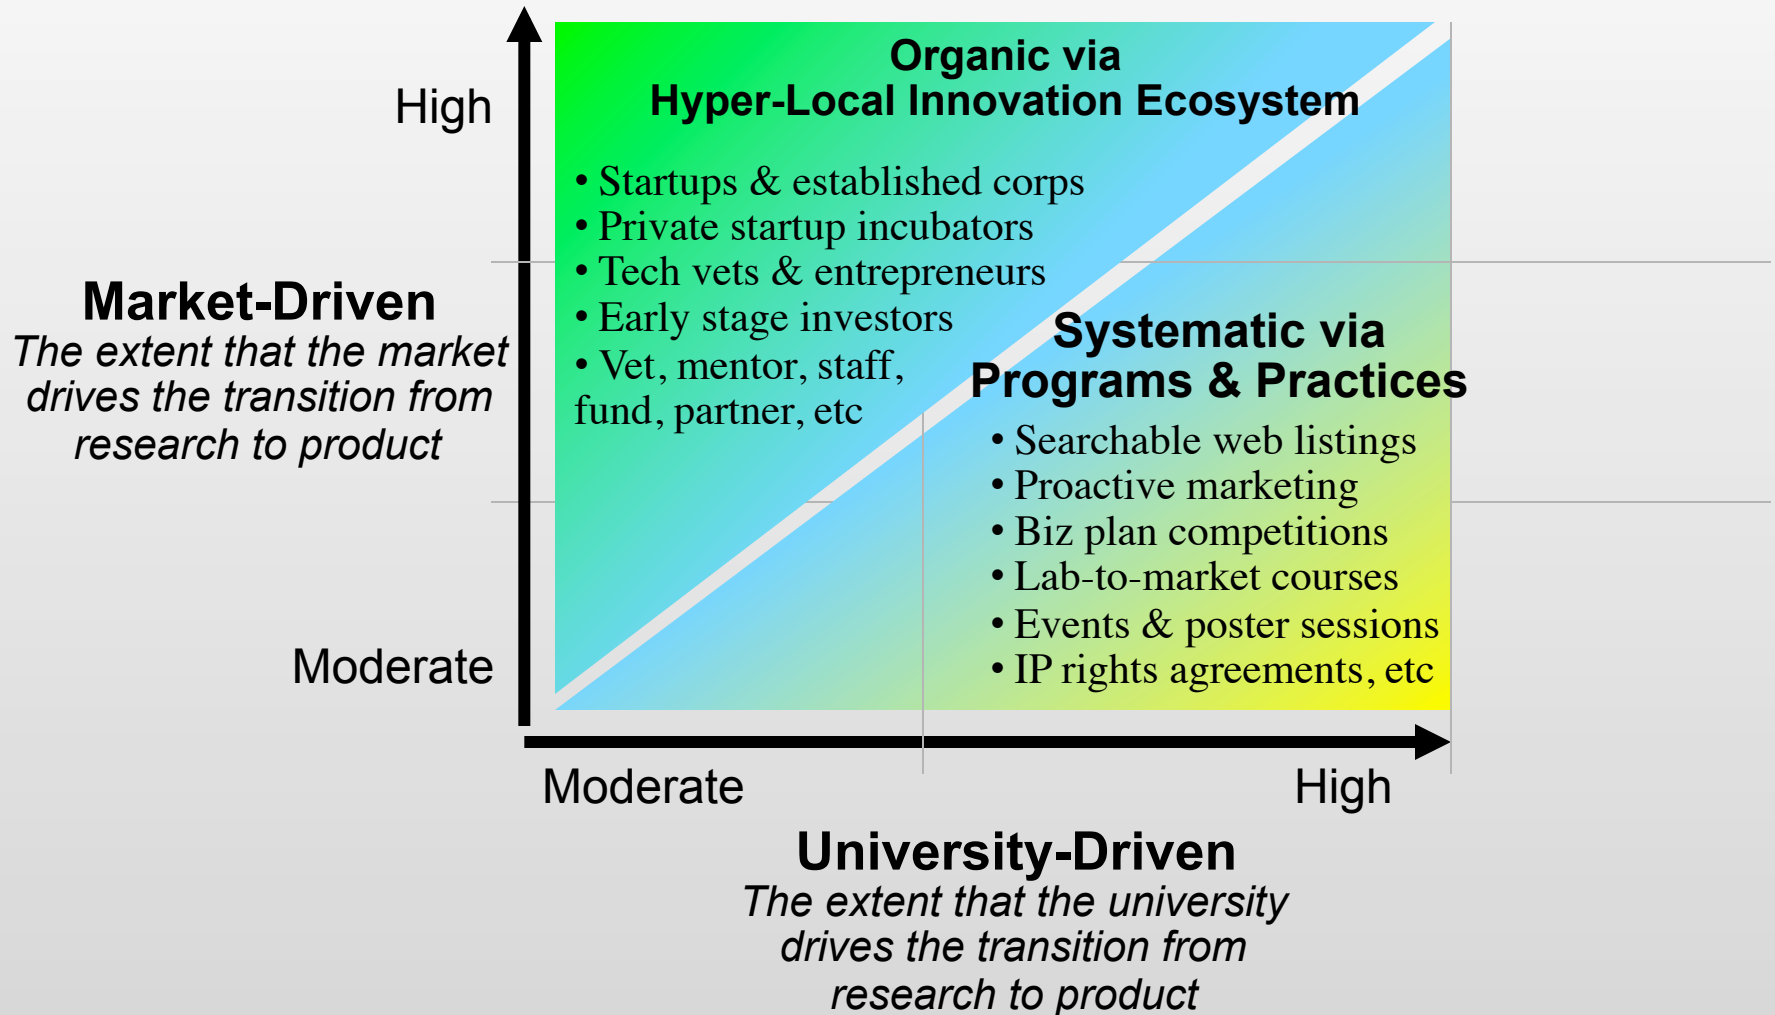 Organic via
Hyper-Local Innovation Ecosystem
High
• Startups & established corps
• Private startup incubators
• Tech vets & entrepreneurs
• Early stage investors
• Vet, mentor, staff,
fund, partner, etc
Market-Driven
The extent that the market
drives the transition from
research to product
Systematic via
Programs & Practices
• Searchable web listings
• Proactive marketing
• Biz plan competitions
• Lab-to-market courses
• Events & poster sessions
• IP rights agreements, etc
Moderate
Moderate
High
University-Driven
The extent that the university
drives the transition from
research to product